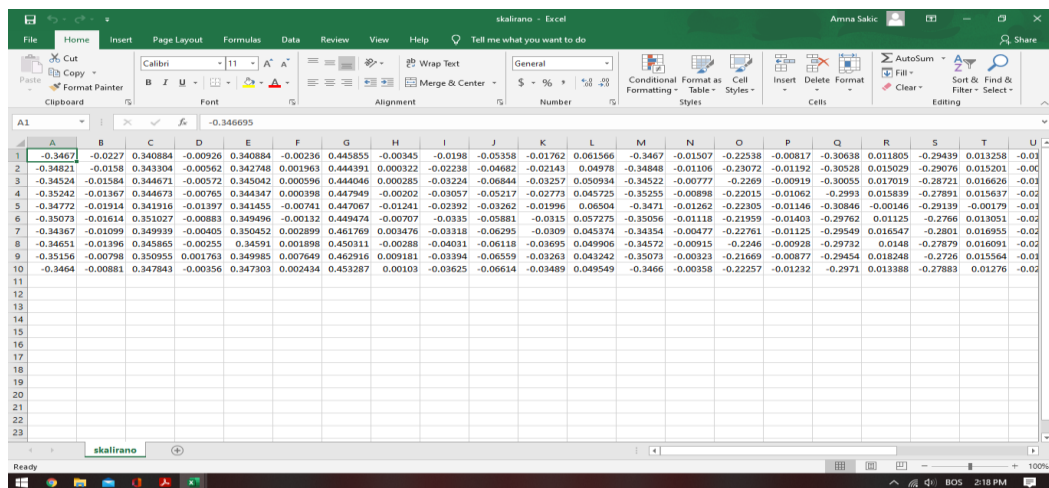 skalirano - Excel Amna Sakic
File Home Insert Page Layout Formulas Data Review View Help Tell me what you want to do Share
Paste Cut Copy Format Painter Clipboard
Calibri 11 A A B I U A Font
Wrap Text Merge & Center Alignment
General $ % , Number
Conditional Formatting Format as Table Cell Styles Styles
Insert Delete Format Cells
AutoSum Fill Clear Sort & Filter Find & Select Editing
A1 fx -0.346695
A B C D E F G H I J K L M N O P Q R S T U
1 -0.3467 -0.0227 0.340884 -0.00926 0.340884 -0.00236 0.445855 -0.00345 -0.0198 -0.05358 -0.01762 0.061566 -0.3467 -0.01507 -0.22538 -0.00817 -0.30638 0.011805 -0.29439 0.013258 -0.01
2 -0.34821 -0.0158 0.343304 -0.00562 0.342748 0.001963 0.444391 0.000322 -0.02238 -0.04682 -0.02143 0.04978 -0.34848 -0.01106 -0.23072 -0.01192 -0.30528 0.015029 -0.29076 0.015201 -0.00
3 -0.34524 -0.01584 0.344671 -0.00572 0.345042 0.000596 0.444046 0.000285 -0.03224 -0.06844 -0.03257 0.050934 -0.34522 -0.00777 -0.2269 -0.00919 -0.30055 0.017019 -0.28721 0.016626 -0.01
4 -0.35242 -0.01367 0.344673 -0.00765 0.344347 0.000398 0.447949 -0.00202 -0.03057 -0.05217 -0.02773 0.045725 -0.35255 -0.00898 -0.22015 -0.01062 -0.2993 0.015839 -0.27891 0.015637 -0.02
5 -0.34772 -0.01914 0.341916 -0.01397 0.341455 -0.00741 0.447067 -0.01241 -0.02392 -0.03262 -0.01996 0.06504 -0.3471 -0.01262 -0.22305 -0.01146 -0.30846 -0.00146 -0.29139 -0.00179 -0.01
6 -0.35073 -0.01614 0.351027 -0.00883 0.349496 -0.00132 0.449474 -0.00707 -0.0335 -0.05881 -0.0315 0.057275 -0.35056 -0.01118 -0.21959 -0.01403 -0.29762 0.01125 -0.2766 0.013051 -0.02
7 -0.34367 -0.01099 0.349939 -0.00405 0.350452 0.002899 0.461769 0.003476 -0.03318 -0.06295 -0.0309 0.045374 -0.34354 -0.00477 -0.22761 -0.01125 -0.29549 0.016547 -0.2801 0.016955 -0.02
8 -0.34651 -0.01396 0.345865 -0.00255 0.34591 0.001898 0.450311 -0.00288 -0.04031 -0.06118 -0.03695 0.049906 -0.34572 -0.00915 -0.2246 -0.00928 -0.29732 0.0148 -0.27879 0.016091 -0.02
9 -0.35156 -0.00798 0.350955 0.001763 0.349985 0.007649 0.462916 0.009181 -0.03394 -0.06559 -0.03263 0.043242 -0.35073 -0.00323 -0.21669 -0.00877 -0.29454 0.018248 -0.2726 0.015564 -0.01
10 -0.3464 -0.00881 0.347843 -0.00356 0.347303 0.002434 0.453287 0.00103 -0.03625 -0.06614 -0.03489 0.049549 -0.3466 -0.00358 -0.22257 -0.01232 -0.2971 0.013388 -0.27883 0.01276 -0.02
11
12
13
14
15
16
17
18
19
20
21
22
23
skalirano
Ready 100%
BOS 2:18 PM